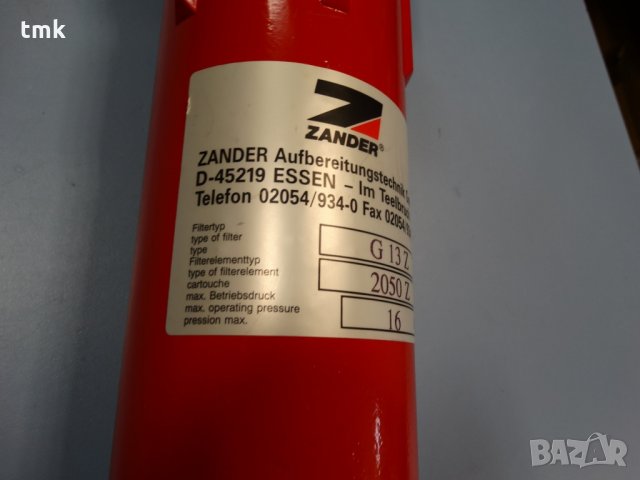 tmk
ZANDER®
ZANDER Aufbereitungstechnik
D-45219 ESSEN - Im
Telefon 02054/934-0 Fax 02054/
Filtertyp
type of filter
type
G 13 Z
Filterelementtyp
type of filterelement
cartouche
2050 Z
max. Betriebsdruck
max. operating pressure
pression max.
16
BAZAR